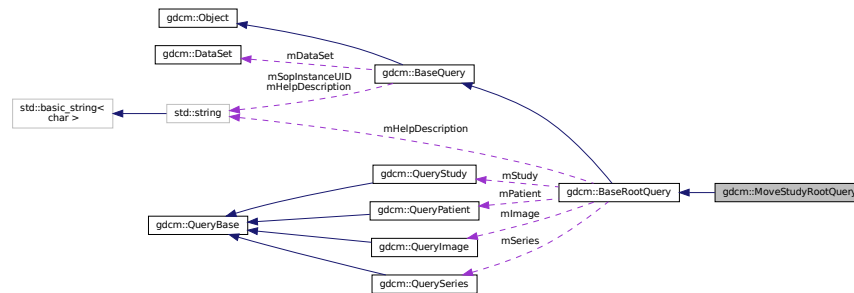 gdcm::Object
gdcm::DataSet
mDataSet
gdcm::BaseQuery
mSopInstanceUID
mHelpDescription
std::basic_string<
char >
std::string
mHelpDescription
gdcm::QueryStudy
mStudy
gdcm::BaseRootQuery
gdcm::MoveStudyRootQuery
mPatient
gdcm::QueryPatient
mImage
gdcm::QueryBase
gdcm::QueryImage
mSeries
gdcm::QuerySeries